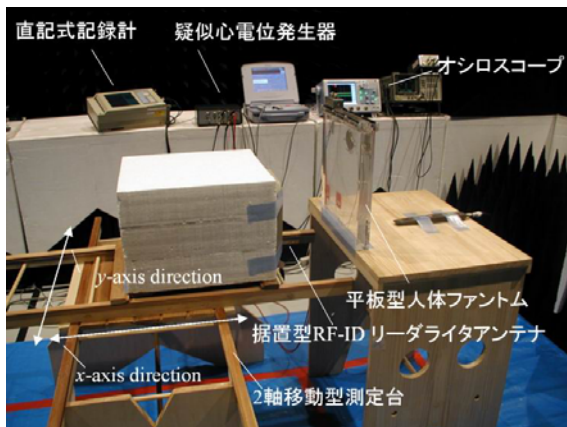 直記式記録計
疑似心電位発生器
オシロスコープ
y-axis direction
平板型人体ファントム
据置型RF-ID リーダライタアンテナ
x-axis direction
2軸移動型測定台